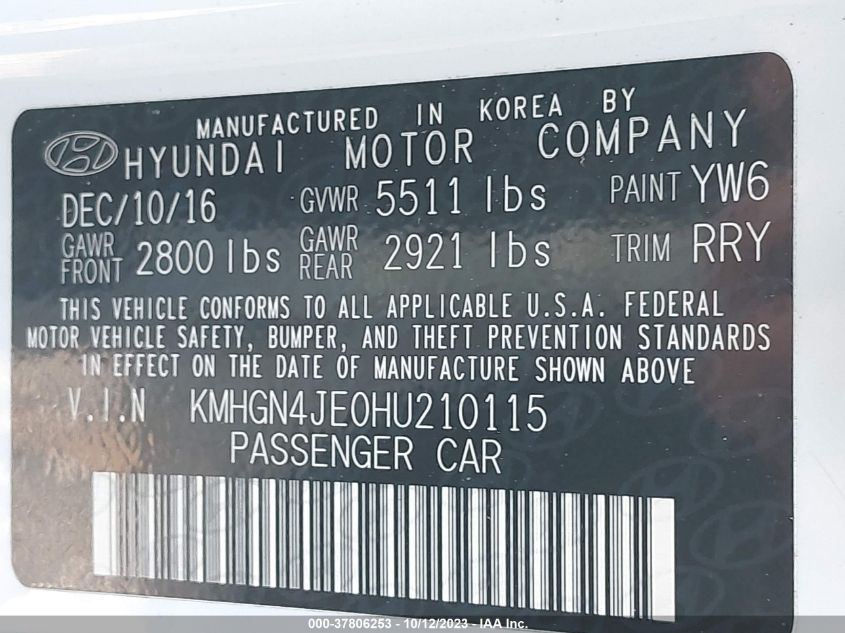 MANUFACTURED IN KOREA BY
HYUNDAI MOTOR COMPANY
DEC/10/16 GVWR 5511 lbs PAINT YW6
GAWR FRONT 2800 lbs GAWR REAR 2921 lbs TRIM RRY
THIS VEHICLE CONFORMS TO ALL APPLICABLE U.S.A. FEDERAL
MOTOR VEHICLE SAFETY, BUMPER, AND THEFT PREVENTION STANDARDS
IN EFFECT ON THE DATE OF MANUFACTURE SHOWN ABOVE
V.I.N KMHGN4JE0HU210115
PASSENGER CAR
000-37806253 - 10/12/2023 - IAA Inc.